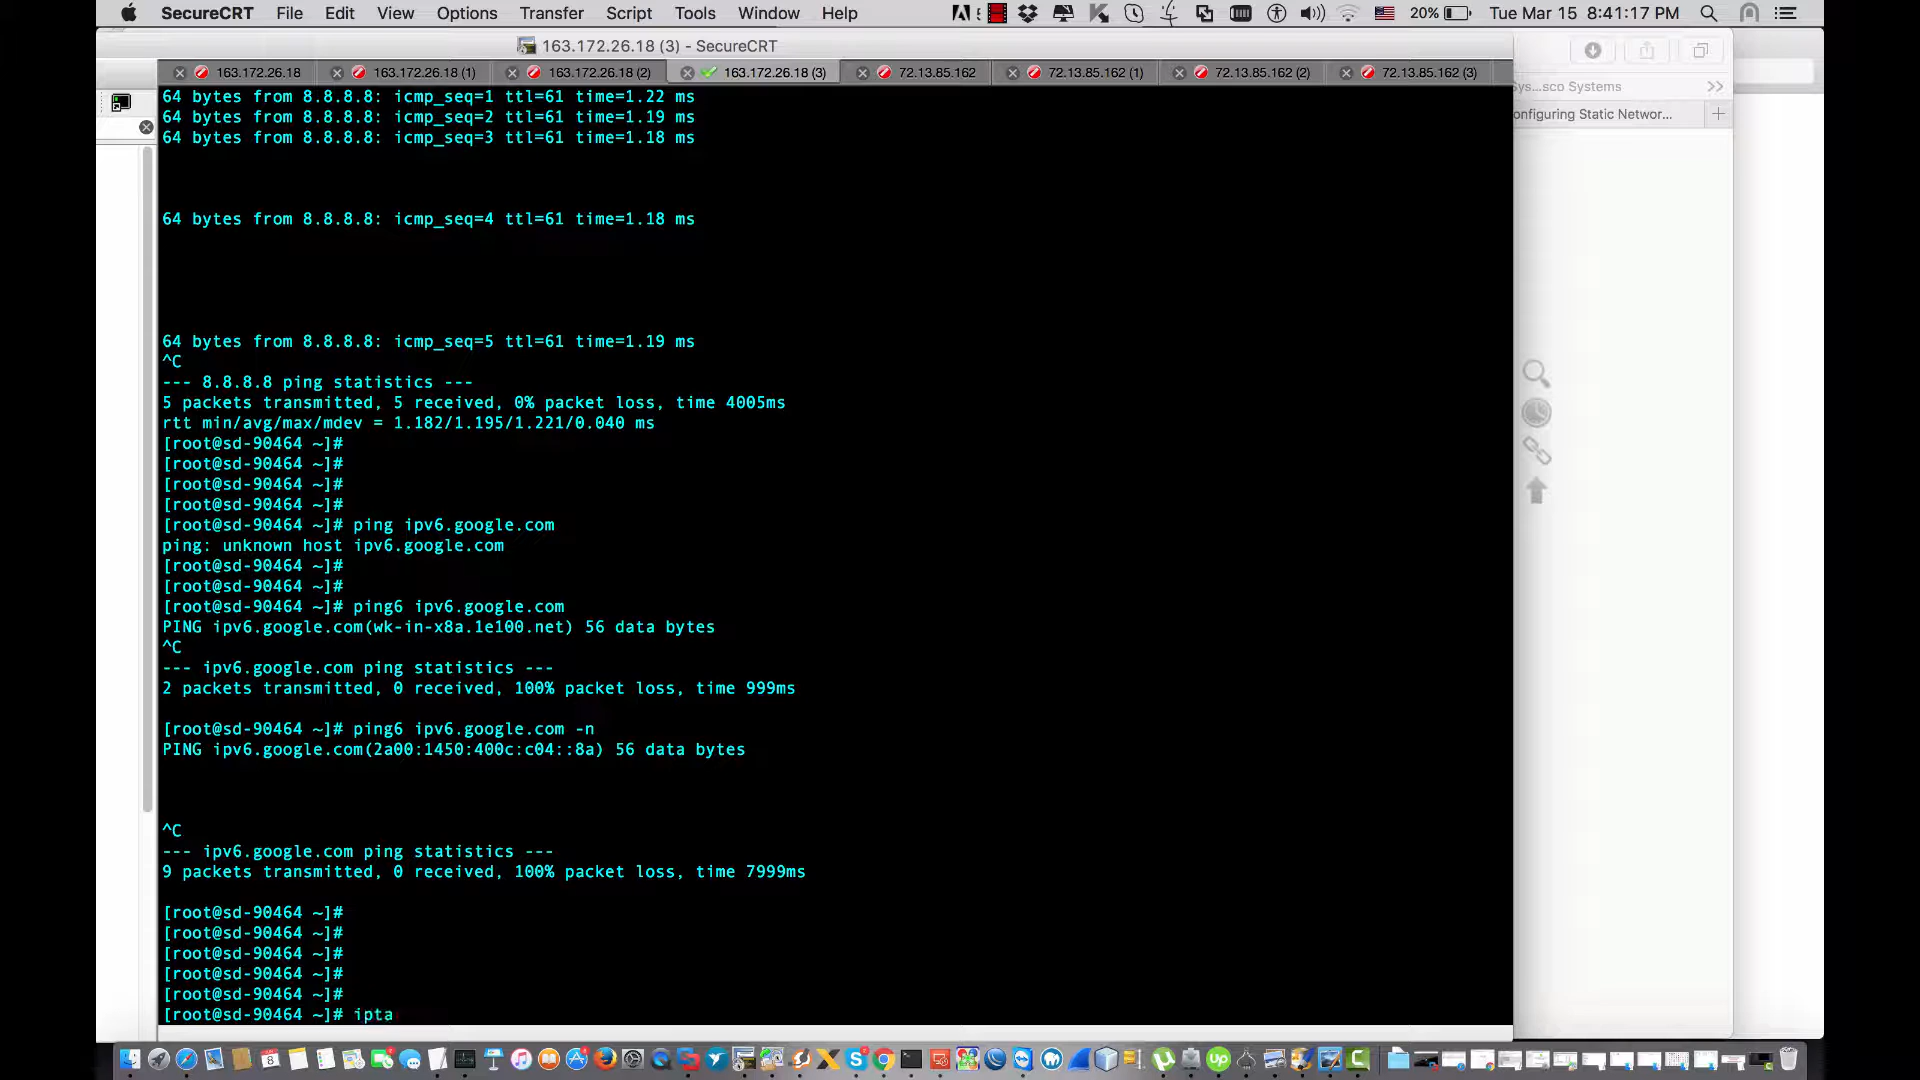 SecureCRT File Edit View Options Transfer Script Tools Window Help 20% Tue Mar 15 8:41:17 PM
163.172.26.18 (3) - SecureCRT
163.172.26.18 163.172.26.18 (1) 163.172.26.18 (2) 163.172.26.18 (3) 72.13.85.162 72.13.85.162 (1) 72.13.85.162 (2) 72.13.85.162 (3)
Sys...sco Systems >>
onfiguring Static Networ...
64 bytes from 8.8.8.8: icmp_seq=1 ttl=61 time=1.22 ms
64 bytes from 8.8.8.8: icmp_seq=2 ttl=61 time=1.19 ms
64 bytes from 8.8.8.8: icmp_seq=3 ttl=61 time=1.18 ms
64 bytes from 8.8.8.8: icmp_seq=4 ttl=61 time=1.18 ms
64 bytes from 8.8.8.8: icmp_seq=5 ttl=61 time=1.19 ms
^C
--- 8.8.8.8 ping statistics ---
5 packets transmitted, 5 received, 0% packet loss, time 4005ms
rtt min/avg/max/mdev = 1.182/1.195/1.221/0.040 ms
[root@sd-90464 ~]#
[root@sd-90464 ~]#
[root@sd-90464 ~]#
[root@sd-90464 ~]#
[root@sd-90464 ~]# ping ipv6.google.com
ping: unknown host ipv6.google.com
[root@sd-90464 ~]#
[root@sd-90464 ~]#
[root@sd-90464 ~]# ping6 ipv6.google.com
PING ipv6.google.com(wk-in-x8a.1e100.net) 56 data bytes
^C
--- ipv6.google.com ping statistics ---
2 packets transmitted, 0 received, 100% packet loss, time 999ms
[root@sd-90464 ~]# ping6 ipv6.google.com -n
PING ipv6.google.com(2a00:1450:400c:c04::8a) 56 data bytes
^C
--- ipv6.google.com ping statistics ---
9 packets transmitted, 0 received, 100% packet loss, time 7999ms
[root@sd-90464 ~]#
[root@sd-90464 ~]#
[root@sd-90464 ~]#
[root@sd-90464 ~]#
[root@sd-90464 ~]#
[root@sd-90464 ~]# ipta